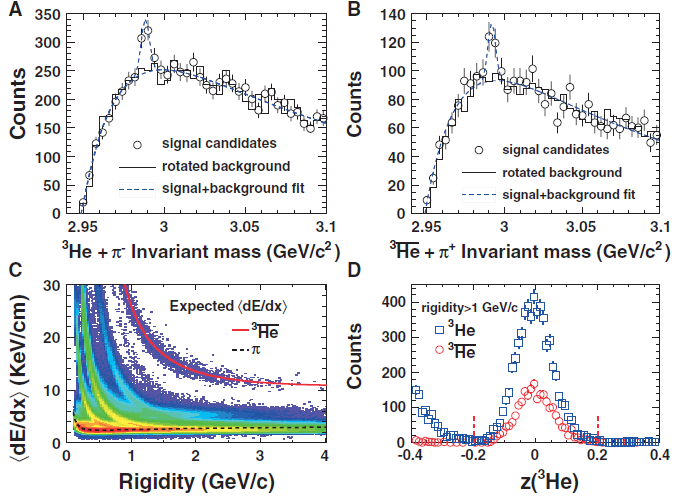 A
350
300
250
200
150
100
50
0
Counts
signal candidates
rotated background
signal+background fit
2.95 3 3.05 3.1
³He + π⁻ Invariant mass (GeV/c²)
B
140
120
100
80
60
40
20
0
Counts
signal candidates
rotated background
signal+background fit
2.95 3 3.05 3.1
³H̅e̅ + π⁺ Invariant mass (GeV/c²)
C
30
20
10
0
⟨dE/dx⟩ (KeV/cm)
Expected ⟨dE/dx⟩
³H̅e̅
π
0 1 2 3 4
Rigidity (GeV/c)
D
400
300
200
100
0
Counts
rigidity>1 GeV/c
³He
³H̅e̅
-0.4 -0.2 0 0.2 0.4
z(³He)